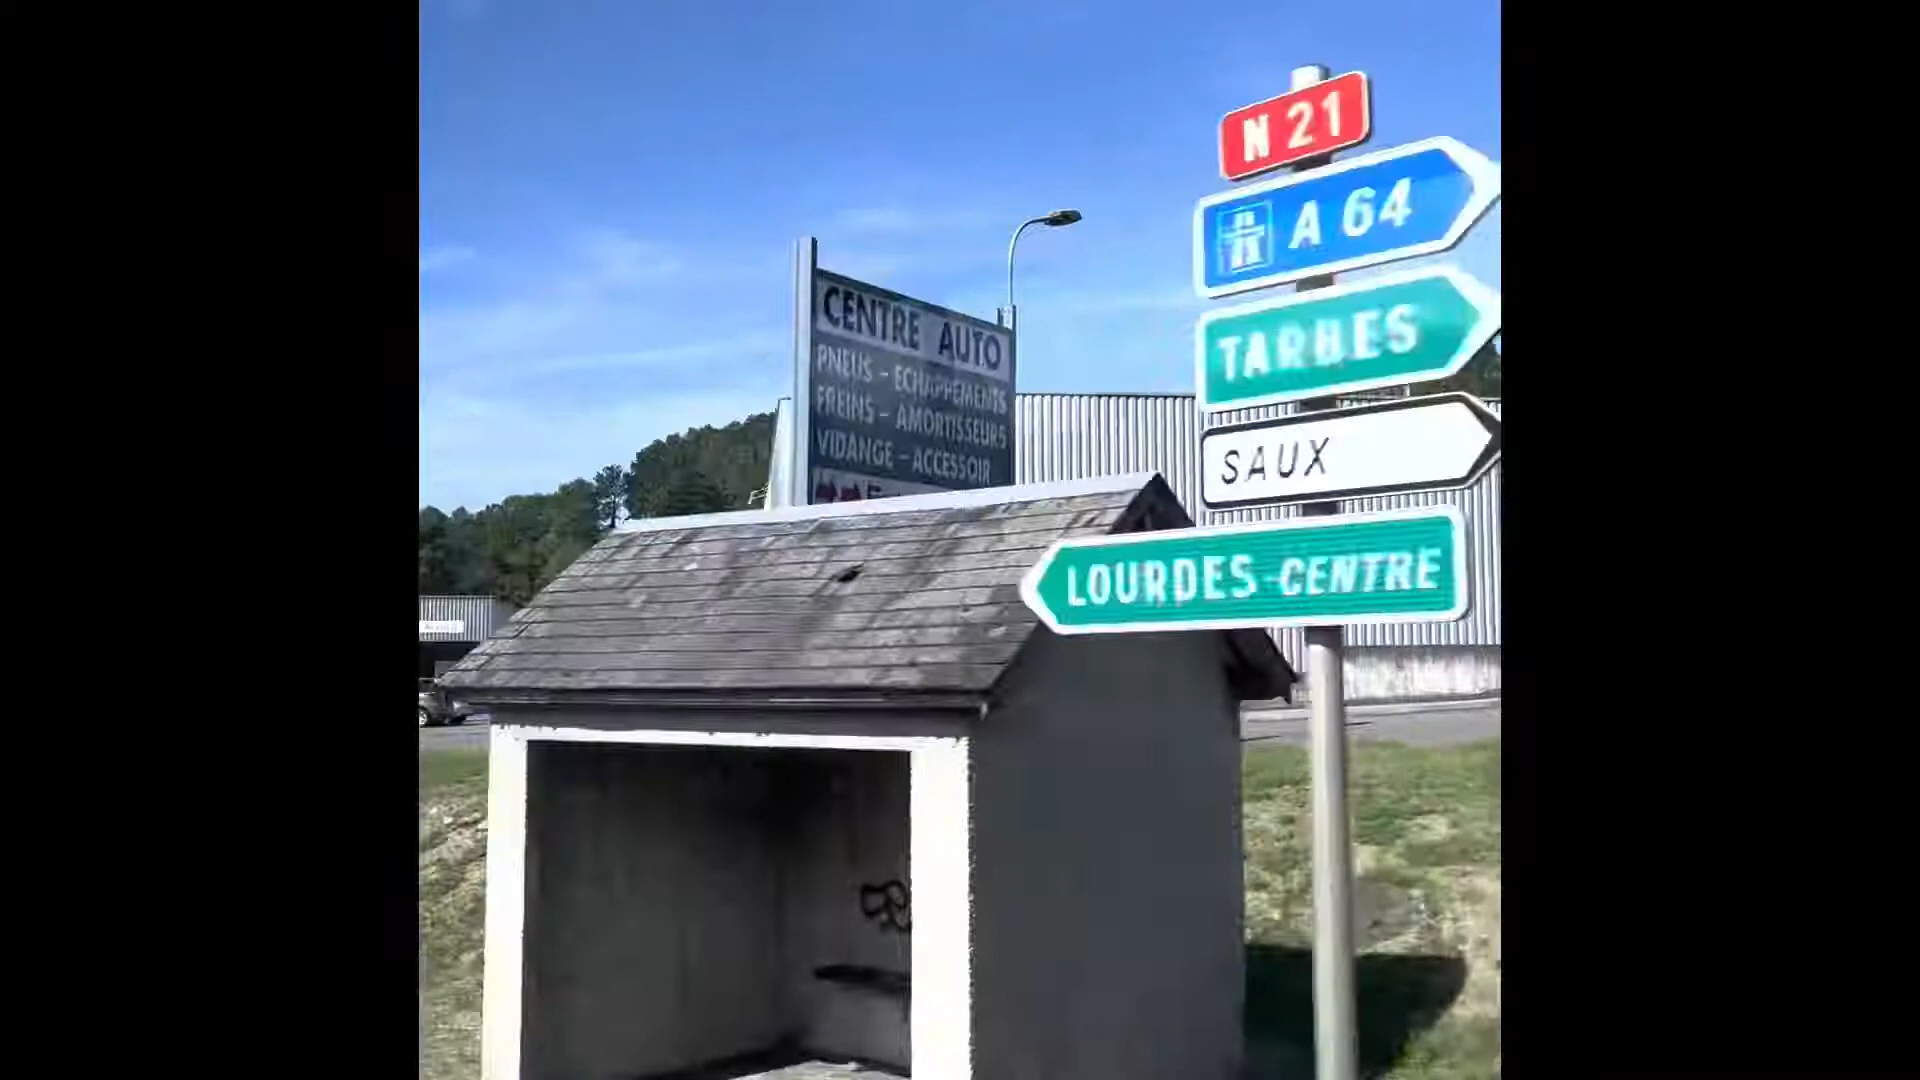 N 21
A 64
TARBES
SAUX
LOURDES-CENTRE
CENTRE AUTO
PNEUS - ECHAPPEMENTS
FREINS - AMORTISSEURS
VIDANGE - ACCESSOIR